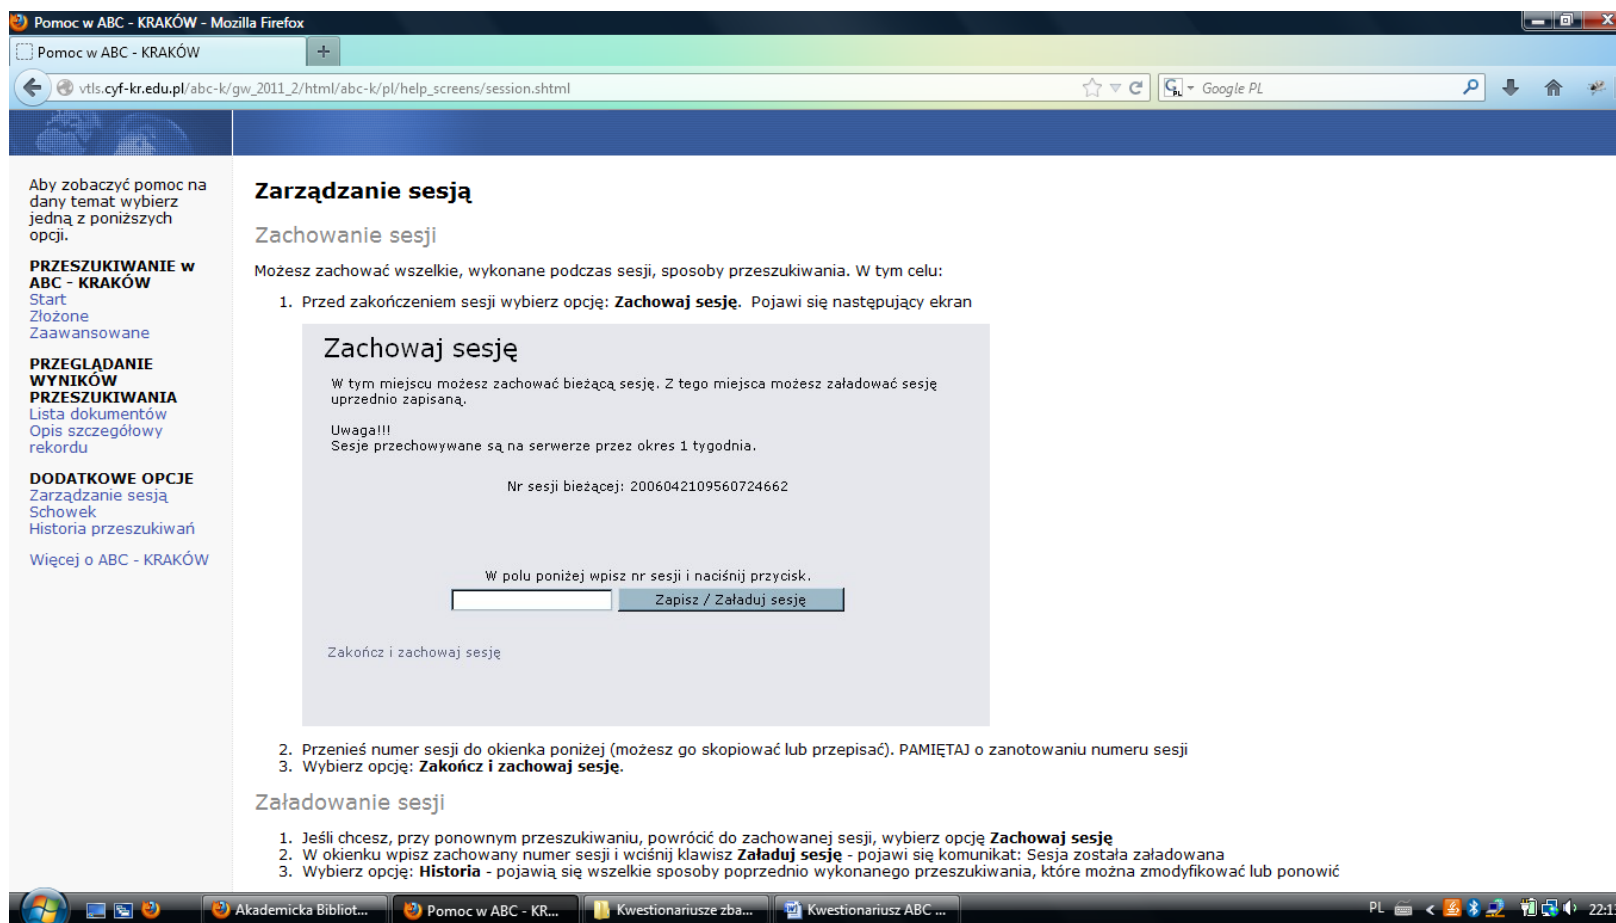 Pomoc w ABC - KRAKÓW - Mozilla Firefox
Pomoc w ABC - KRAKÓW
vtls.cyf-kr.edu.pl/abc-k/gw_2011_2/html/abc-k/pl/help_screens/session.shtml
Google PL
Aby zobaczyć pomoc na
dany temat wybierz
jedną z poniższych
opcji.
PRZESZUKIWANIE w
ABC - KRAKÓW
Start
Złożone
Zaawansowane
PRZEGLĄDANIE
WYNIKÓW
PRZESZUKIWANIA
Lista dokumentów
Opis szczegółowy
rekordu
DODATKOWE OPCJE
Zarządzanie sesją
Schowek
Historia przeszukiwań
Więcej o ABC - KRAKÓW
Zarządzanie sesją
Zachowanie sesji
Możesz zachować wszelkie, wykonane podczas sesji, sposoby przeszukiwania. W tym celu:
1. Przed zakończeniem sesji wybierz opcję: Zachowaj sesję. Pojawi się następujący ekran
Zachowaj sesję
W tym miejscu możesz zachować bieżącą sesję. Z tego miejsca możesz załadować sesję
uprzednio zapisaną.
Uwaga!!!
Sesje przechowywane są na serwerze przez okres 1 tygodnia.
Nr sesji bieżącej: 2006042109560724662
W polu poniżej wpisz nr sesji i naciśnij przycisk.
Zapisz / Załaduj sesję
Zakończ i zachowaj sesję
2. Przenieś numer sesji do okienka poniżej (możesz go skopiować lub przepisać). PAMIĘTAJ o zanotowaniu numeru sesji
3. Wybierz opcję: Zakończ i zachowaj sesję.
Załadowanie sesji
1. Jeśli chcesz, przy ponownym przeszukiwaniu, powrócić do zachowanej sesji, wybierz opcję Zachowaj sesję
2. W okienku wpisz zachowany numer sesji i wciśnij klawisz Załaduj sesję - pojawi się komunikat: Sesja została załadowana
3. Wybierz opcję: Historia - pojawią się wszelkie sposoby poprzednio wykonanego przeszukiwania, które można zmodyfikować lub ponowić
Akademicka Bibliot...
Pomoc w ABC - KR...
Kwestionariusze zba...
Kwestionariusz ABC ...
PL